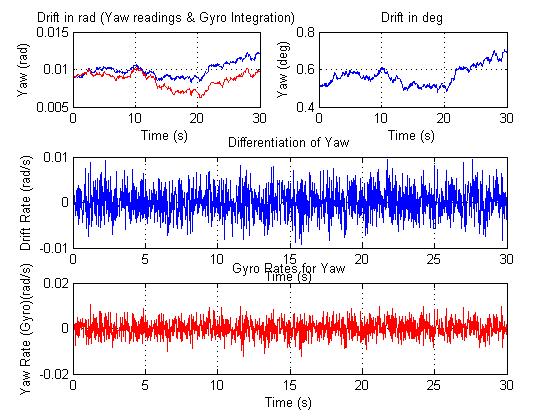 Drift in rad (Yaw readings & Gyro Integration)
Drift in deg
0.015
0.01
0.005
Yaw (rad)
0 10 20 30
Time (s)
0.8
0.6
0.4
Yaw (deg)
0 10 20 30
Time (s)
Differentiation of Yaw
0.01
0
-0.01
Drift Rate (rad/s)
0 5 10 15 20 25 30
Time (s)
Gyro Rates for Yaw
0.02
0
-0.02
Yaw Rate (Gyro)(rad/s)
0 5 10 15 20 25 30
Time (s)